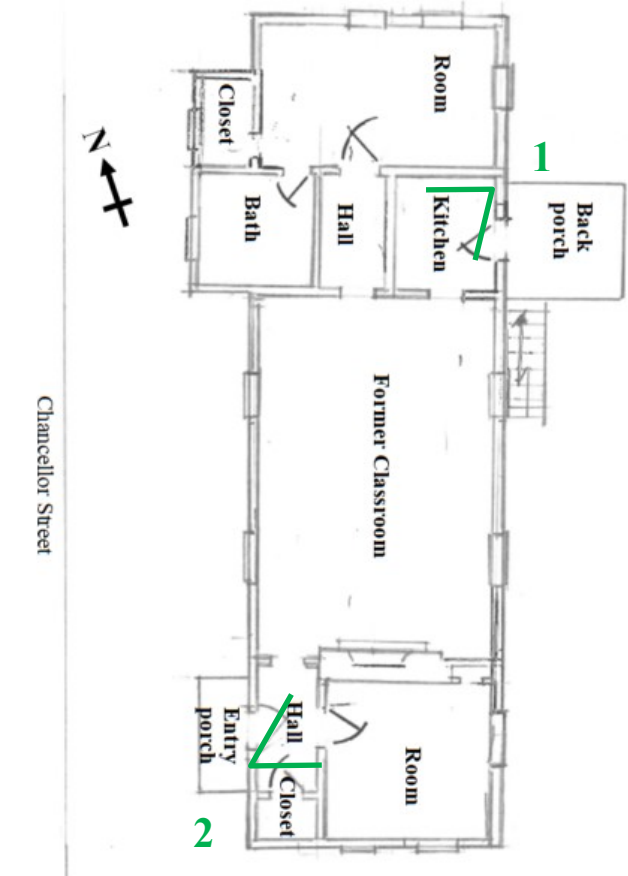 Room
Closet
1
N
Bath
Hall
Kitchen
Back
porch
Former Classroom
Chancellor Street
Hall
Entry
porch
Room
Closet
2